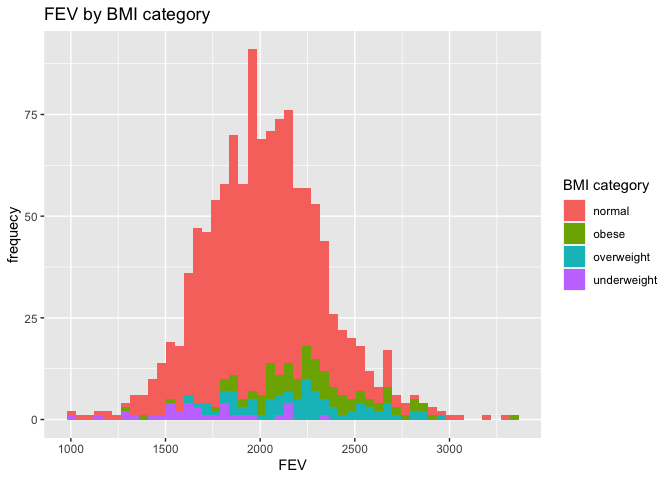 FEV by BMI category
75
50
25
0
frequecy
1000 1500 2000 2500 3000
FEV
BMI category
normal
obese
overweight
underweight